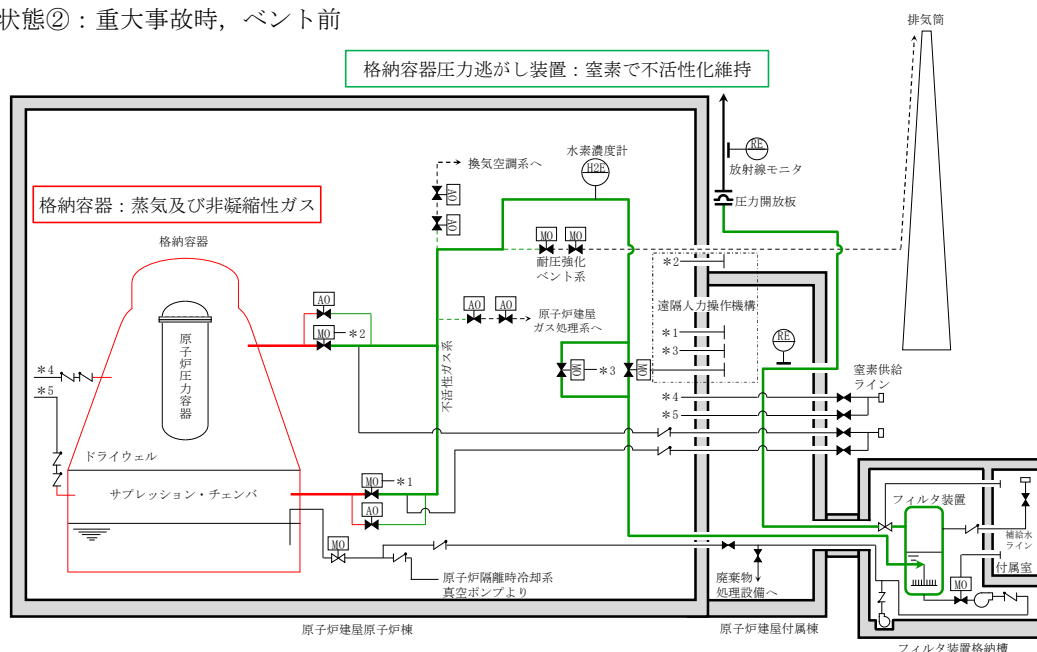 状態②：重大事故時，ベント前
排気筒
格納容器圧力逃がし装置：窒素で不活性化維持
水素濃度計
H2E
換気空調系へ
AO
AO
RE
放射線モニタ
圧力開放板
格納容器：蒸気及び非凝縮性ガス
格納容器
MO
MO
耐圧強化
ベント系
＊2
遠隔人力操作機構
AO
MO
＊2
AO
AO
原子炉建屋
ガス処理系へ
＊1
＊3
RE
原子炉圧力容器
不活性ガス系
MO
＊3
MO
＊4
＊5
＊4
＊5
窒素供給
ライン
ドライウェル
サプレッション・チェンバ
MO
＊1
AO
フィルタ装置
補給水
ライン
付属室
MO
MO
原子炉隔離時冷却系
真空ポンプより
廃棄物
処理設備へ
原子炉建屋原子炉棟
原子炉建屋付属棟
フィルタ装置格納槽